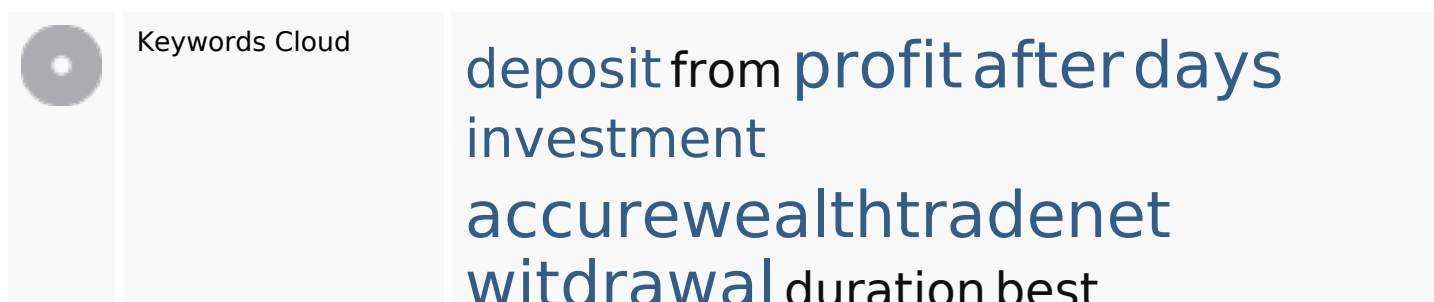 Keywords Cloud
deposit from profit after days
investment
accurewealthtradenet
witdrawal duration best